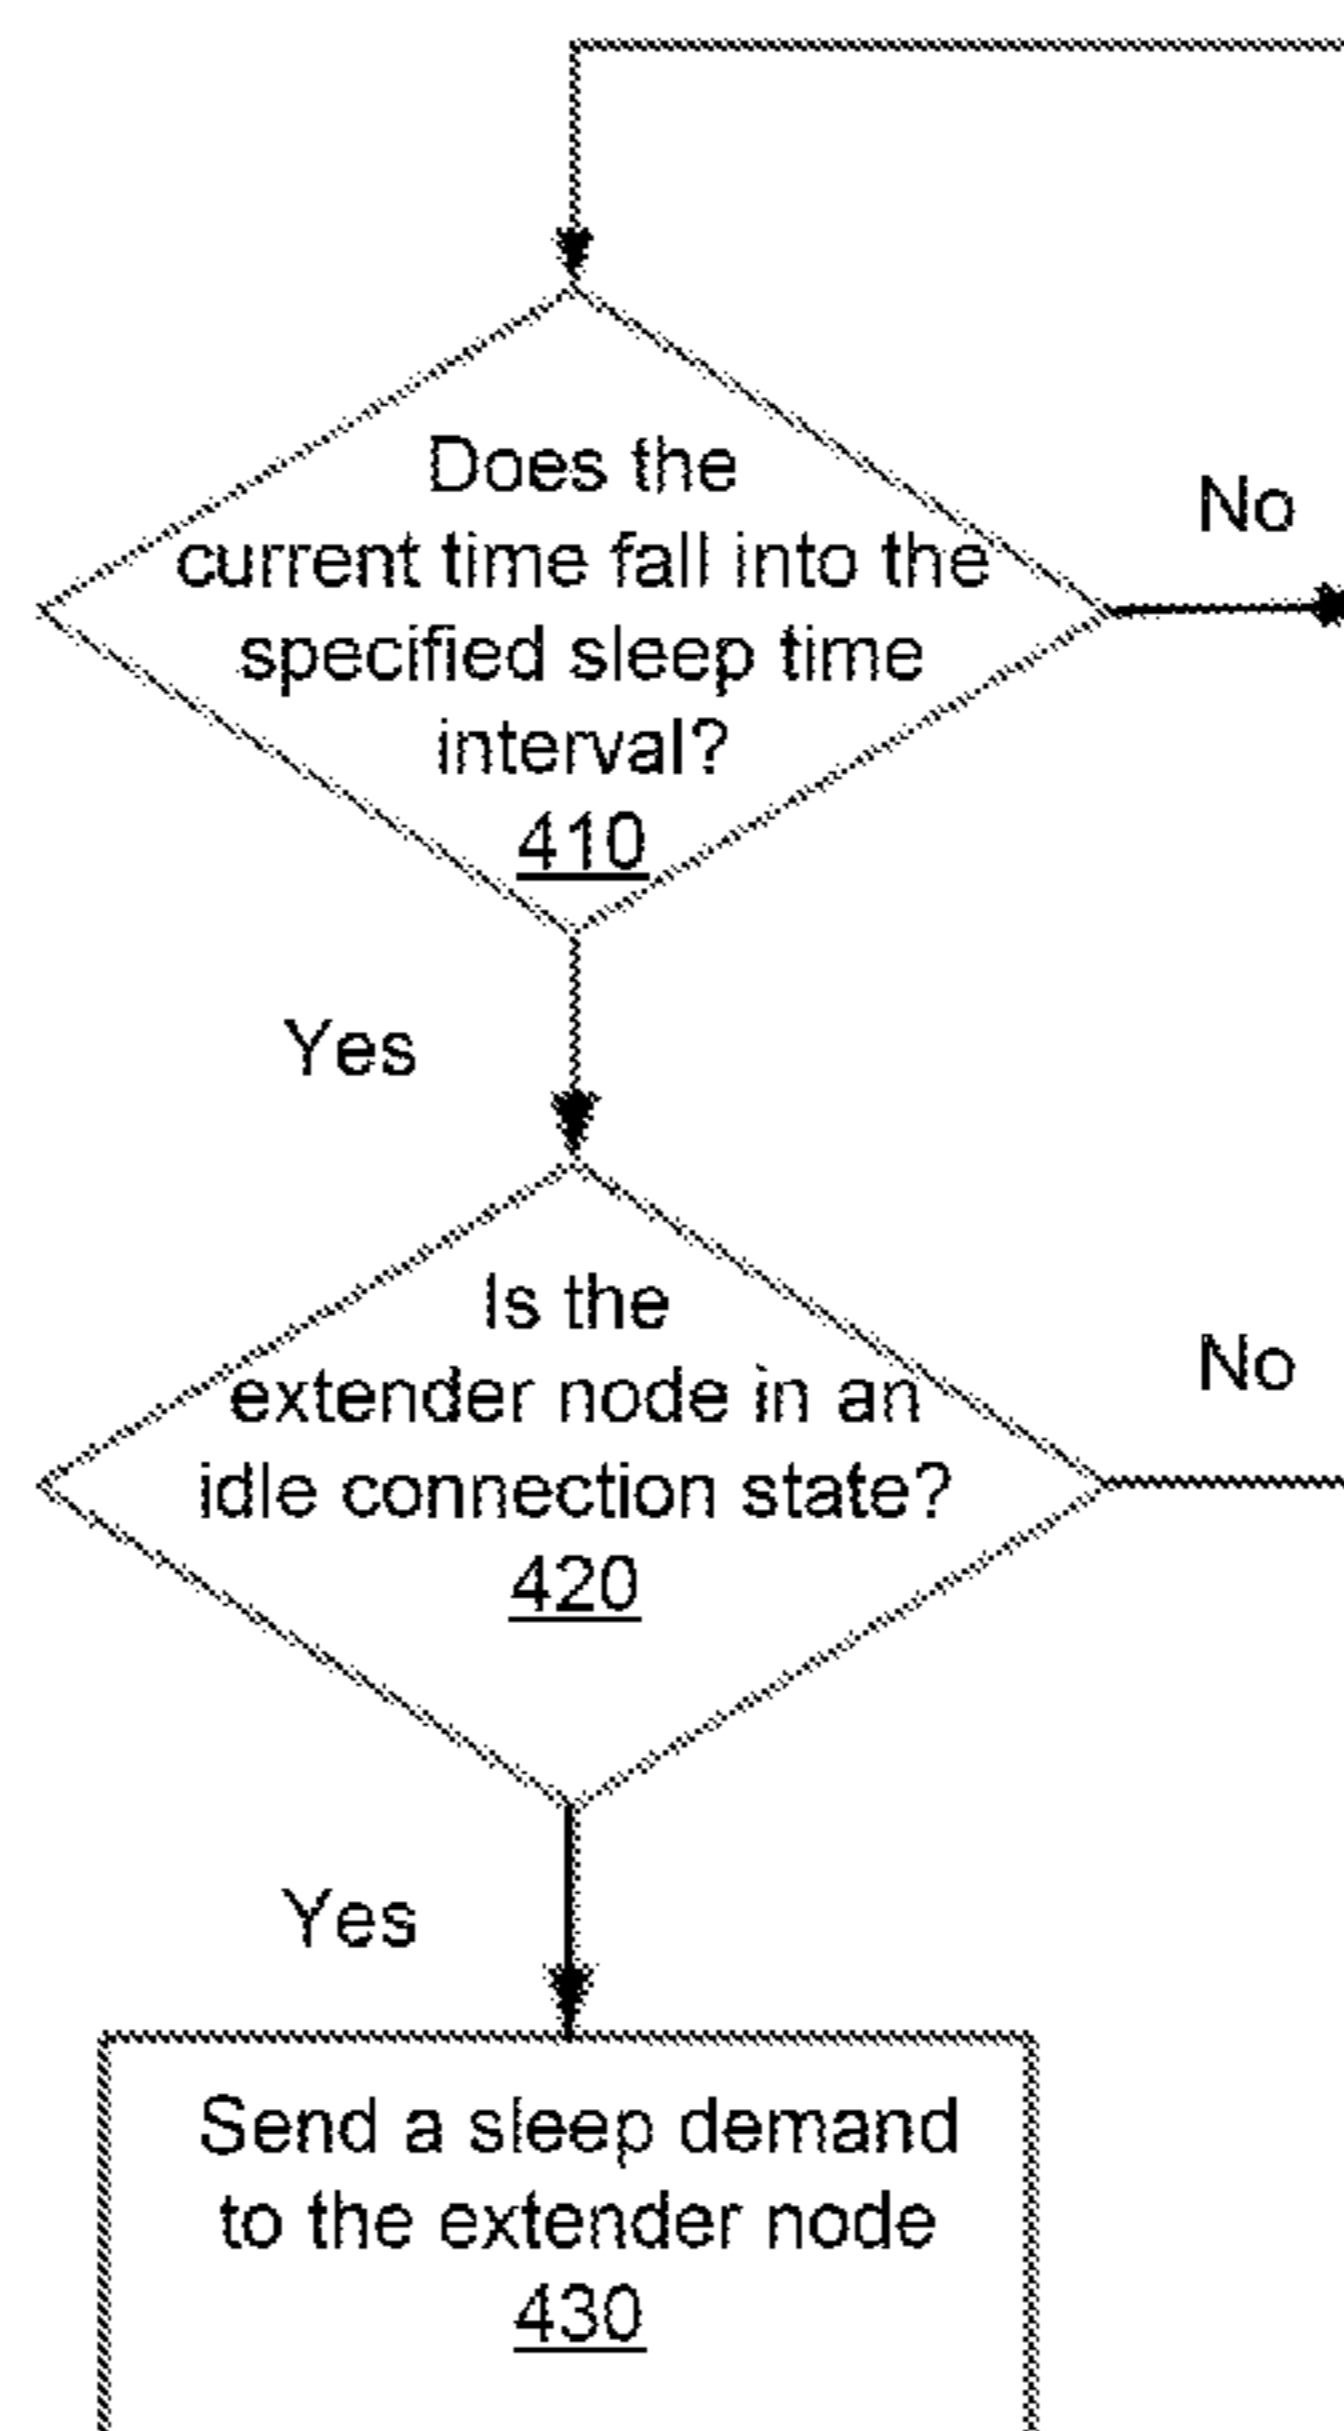 Does the
current time fall into the
specified sleep time
interval?
410
No
Yes
Is the
extender node in an
idle connection state?
420
No
Yes
Send a sleep demand
to the extender node
430